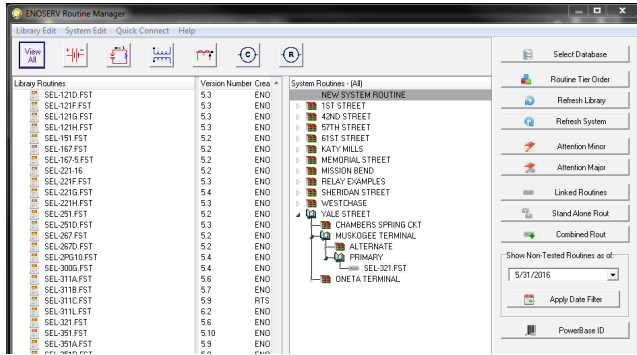 ENOSERV Routine Manager
Library Edit System Edit Quick Connect Help
View All
C
R
Library Routines Version Number Crea
SEL-121D.FST 5.3 ENO
SEL-121F.FST 5.3 ENO
SEL-121G.FST 5.3 ENO
SEL-121H.FST 5.3 ENO
SEL-151.FST 5.2 ENO
SEL-167.FST 5.2 ENO
SEL-167-5.FST 5.2 ENO
SEL-221-16 5.2 ENO
SEL-221F.FST 5.3 ENO
SEL-221G.FST 5.4 ENO
SEL-221H.FST 5.3 ENO
SEL-251.FST 5.2 ENO
SEL-251D.FST 5.3 ENO
SEL-267.FST 5.2 ENO
SEL-267D.FST 5.2 ENO
SEL-2PG10.FST 5.4 ENO
SEL-300G.FST 5.4 ENO
SEL-311A.FST 5.6 ENO
SEL-311B.FST 5.7 ENO
SEL-311C.FST 5.9 RTS
SEL-311L.FST 6.2 ENO
SEL-321.FST 5.6 ENO
SEL-351.FST 5.10 ENO
SEL-351A.FST 5.9 ENO
System Routines - (All)
NEW SYSTEM ROUTINE
1ST STREET
42ND STREET
57TH STREET
61ST STREET
KATY MILLS
MEMORIAL STREET
MISSION BEND
RELAY EXAMPLES
SHERIDAN STREET
WESTCHASE
YALE STREET
CHAMBERS SPRING CKT
MUSKOGEE TERMINAL
ALTERNATE
PRIMARY
SEL-321.FST
ONETA TERMINAL
Select Database
Routine Tier Order
Refresh Library
Refresh System
Attention Minor
Attention Major
Linked Routines
Stand Alone Rout
Combined Rout
Show Non-Tested Routines as of:
5/31/2016
Apply Date Filter
PowerBase ID